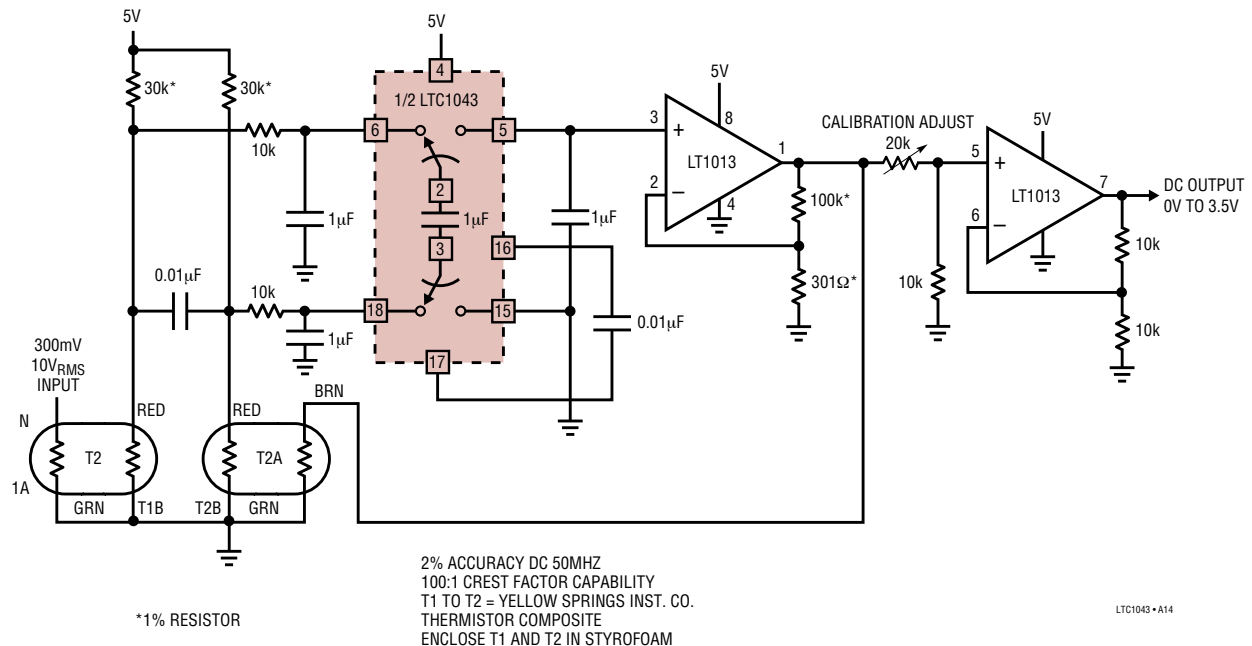 5V
5V
30k*
30k*
4
1/2 LTC1043
6
5
10k
2
1µF
1µF
3
1µF
16
0.01µF
10k
18
15
1µF
0.01µF
17
5V
3
+
8
LT1013
1
2
–
4
100k*
301Ω*
CALIBRATION ADJUST
20k
10k
5V
5
+
LT1013
7
6
–
DC OUTPUT
0V TO 3.5V
10k
10k
300mV
10VRMS
INPUT
BRN
N
RED
RED
T2
T2A
1A
GRN
T1B
T2B
GRN
2% ACCURACY DC 50MHZ
100:1 CREST FACTOR CAPABILITY
T1 TO T2 = YELLOW SPRINGS INST. CO.
THERMISTOR COMPOSITE
ENCLOSE T1 AND T2 IN STYROFOAM
*1% RESISTOR
LTC1043 • A14